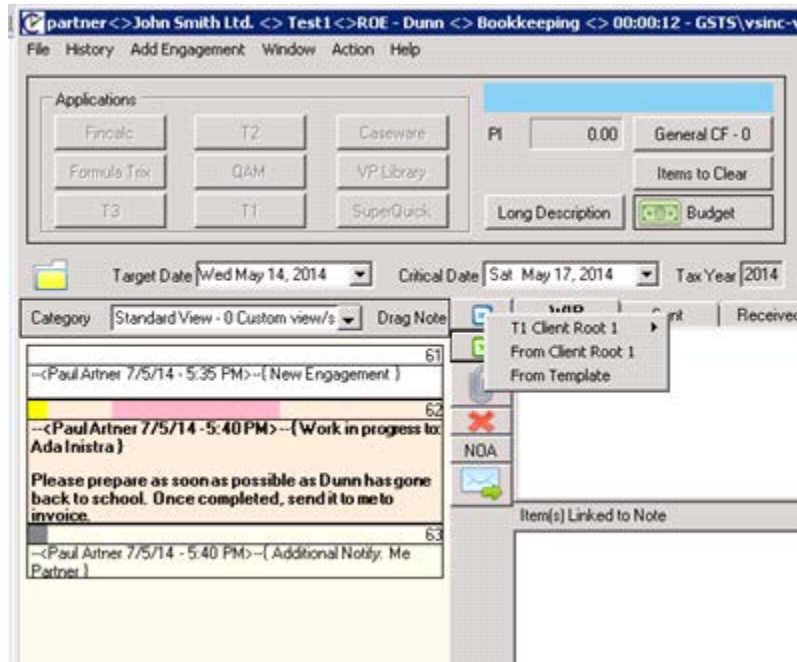 partner<>John Smith Ltd. <> Test1<>ROE - Dunn <> Bookkeeping <> 00:00:12 - GSTS\vsinc-v
File History Add Engagement Window Action Help
Applications
Fincalc T2 Caseware
PI 0.00 General CF - 0
Formula Trix QAM VP Library
Items to Clear
T3 T1 SuperQuick
Long Description Budget
Target Date Wed May 14, 2014 Critical Date Sat May 17, 2014 Tax Year 2014
Category Standard View - 0 Custom view/s Drag Note
WIP Sent Received
T1 Client Root 1
From Client Root 1
From Template
61
--<Paul Artner 7/5/14 - 5:35 PM>--{ New Engagement }
62
--<Paul Artner 7/5/14 - 5:40 PM>--{Work in progress to:
Ada Inistra }
Please prepare as soon as possible as Dunn has gone
back to school. Once completed, send it to me to
invoice.
NOA
63
--<Paul Artner 7/5/14 - 5:40 PM>--{ Additional Notify: Me
Partner }
Item(s) Linked to Note